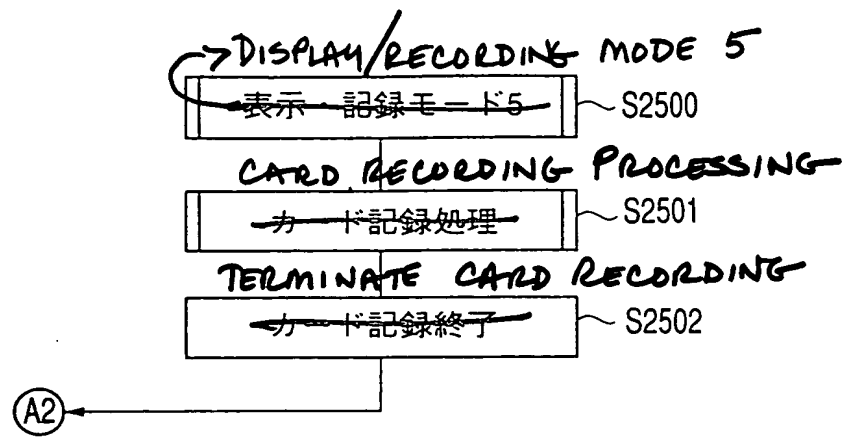 DISPLAY/RECORDING MODE 5
表示・記録モード5 S2500
CARD RECORDING PROCESSING
カード記録処理 S2501
TERMINATE CARD RECORDING
カード記録終了 S2502
A2